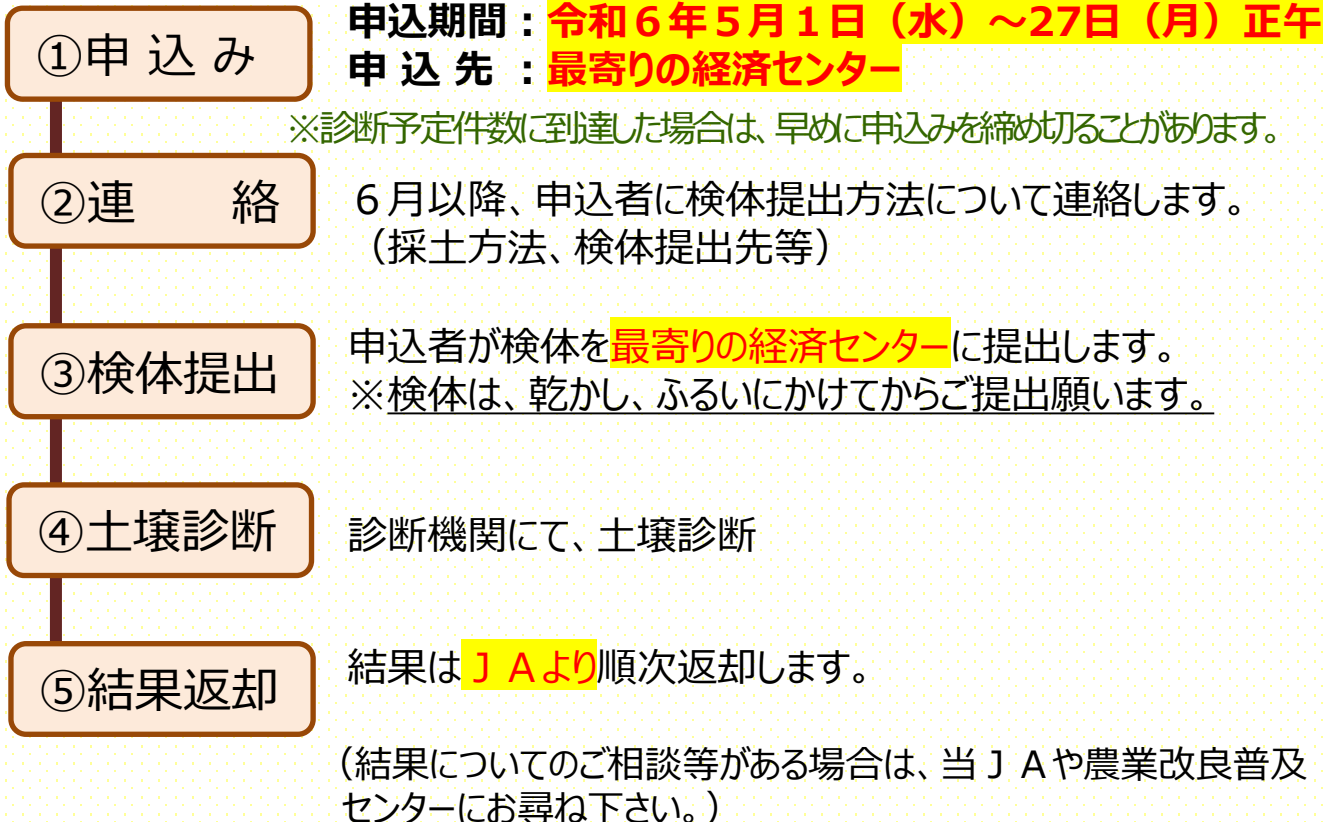 ①申 込 み
申込期間：令和６年５月１日（水）～27日（月）正午
申 込 先 ：最寄りの経済センター
※診断予定件数に到達した場合は、早めに申込みを締め切ることがあります。
②連　　絡
６月以降、申込者に検体提出方法について連絡します。
（採土方法、検体提出先等）
③検体提出
申込者が検体を最寄りの経済センターに提出します。
※検体は、乾かし、ふるいにかけてからご提出願います。
④土壌診断
診断機関にて、土壌診断
⑤結果返却
結果はＪＡより順次返却します。
（結果についてのご相談等がある場合は、当ＪＡや農業改良普及
センターにお尋ね下さい。）